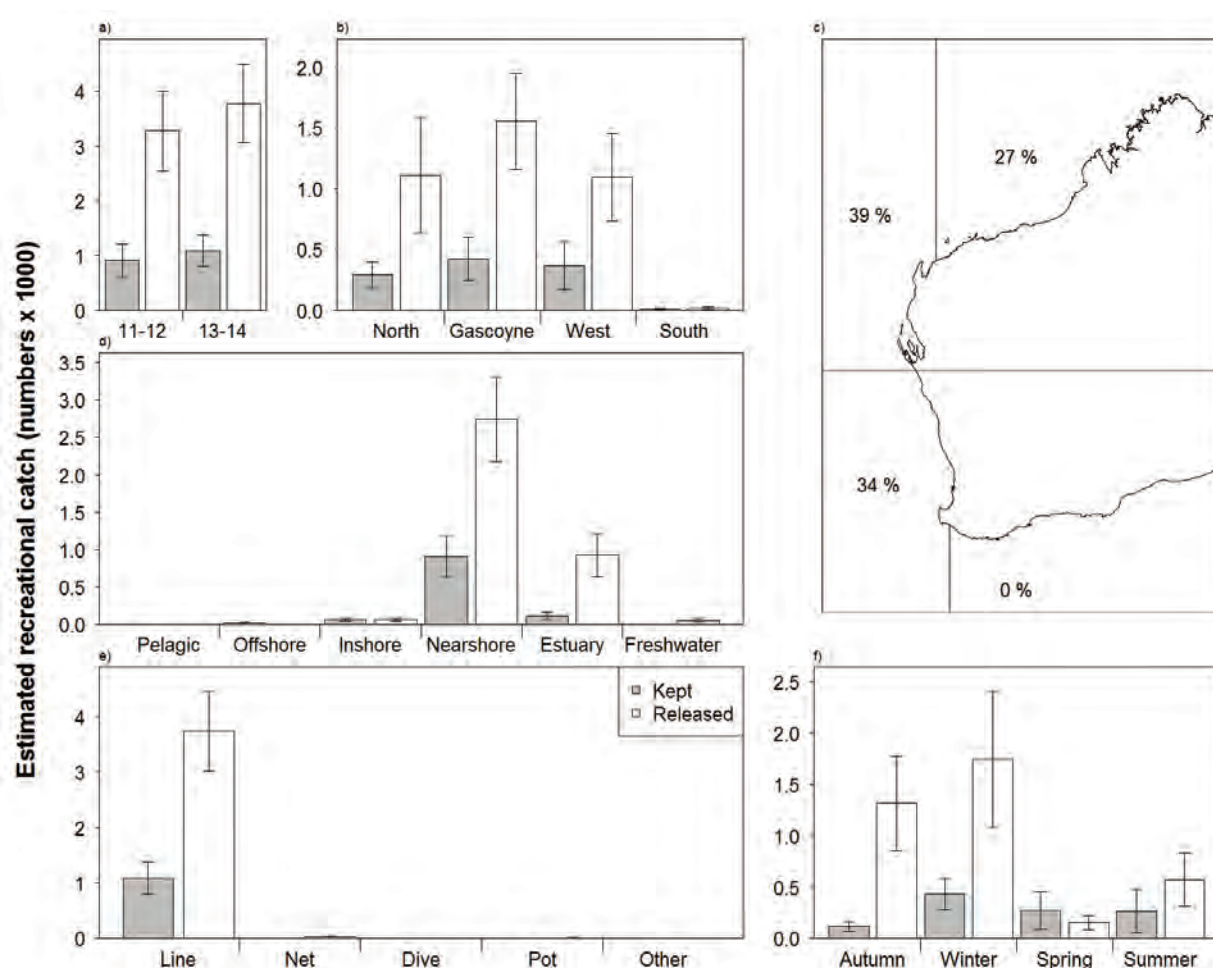 Estimated recreational catch (numbers x 1000)
a)
4
3
2
1
0
11-12 13-14
b)
2.0
1.5
1.0
0.5
0.0
North Gascoyne West South
c)
27 %
39 %
34 %
0 %
d)
3.5
3.0
2.5
2.0
1.5
1.0
0.5
0.0
Pelagic Offshore Inshore Nearshore Estuary Freshwater
e)
4
3
2
1
0
Kept
Released
Line Net Dive Pot Other
f)
2.5
2.0
1.5
1.0
0.5
0.0
Autumn Winter Spring Summer